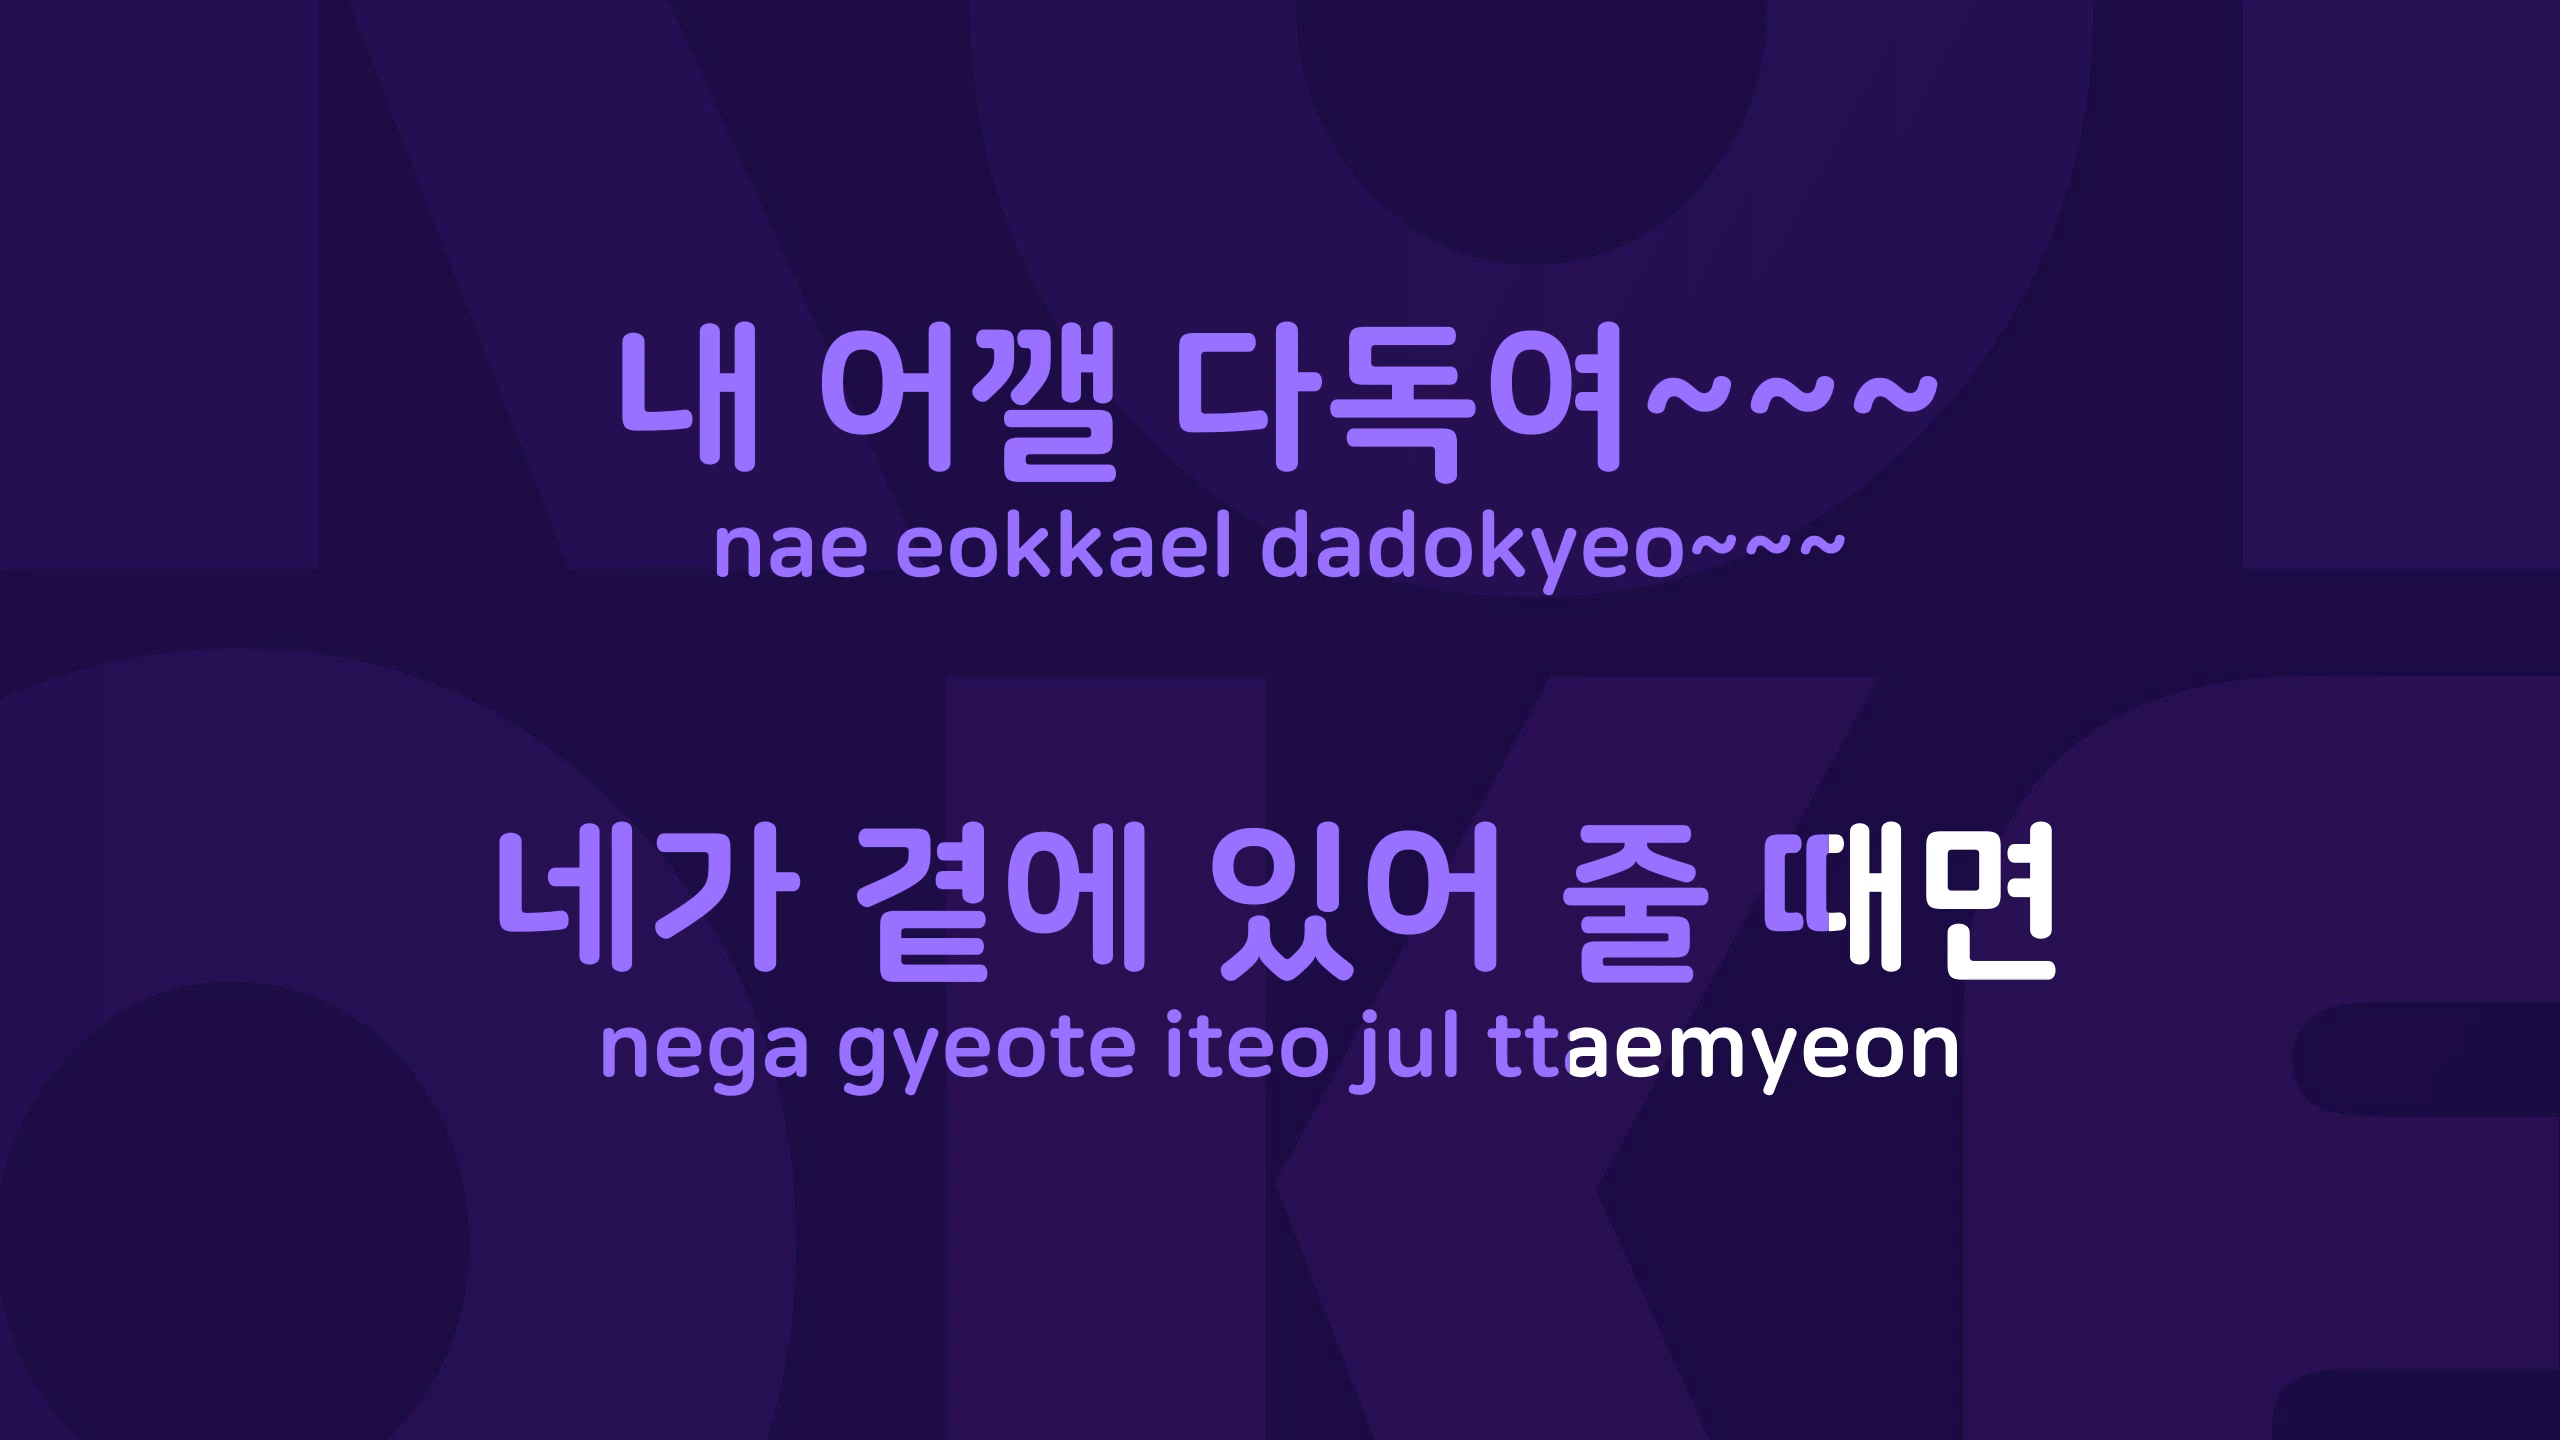 내 어깰 다독여~~~
nae eokkael dadokyeo~~~
네가 곁에 있어 줄 때면
nega gyeote iteo jul ttaemyeon